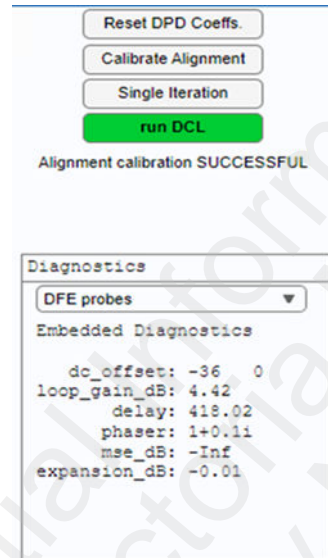 Reset DPD Coeffs.
Calibrate Alignment
Single Iteration
run DCL
Alignment calibration SUCCESSFUL
Diagnostics
DFE probes
Embedded Diagnostics
dc_offset: -36 0
loop_gain_dB: 4.42
delay: 418.02
phaser: 1+0.1i
mse_dB: -Inf
expansion_dB: -0.01